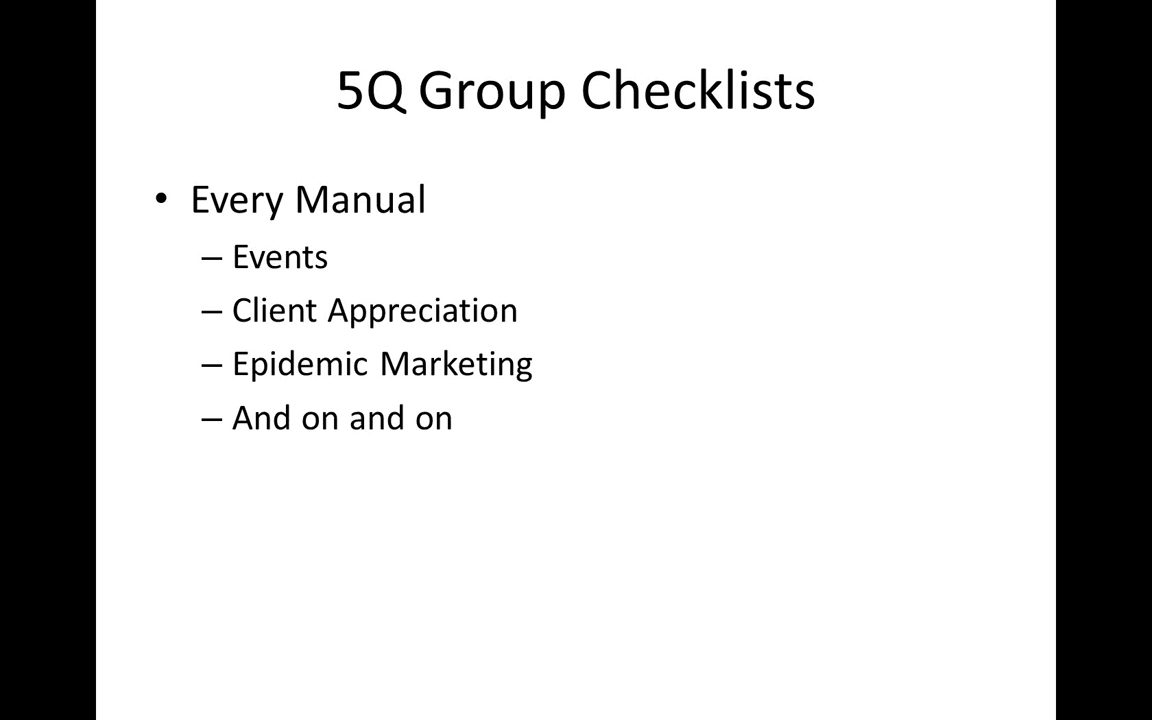 5Q Group Checklists
• Every Manual
– Events
– Client Appreciation
– Epidemic Marketing
– And on and on